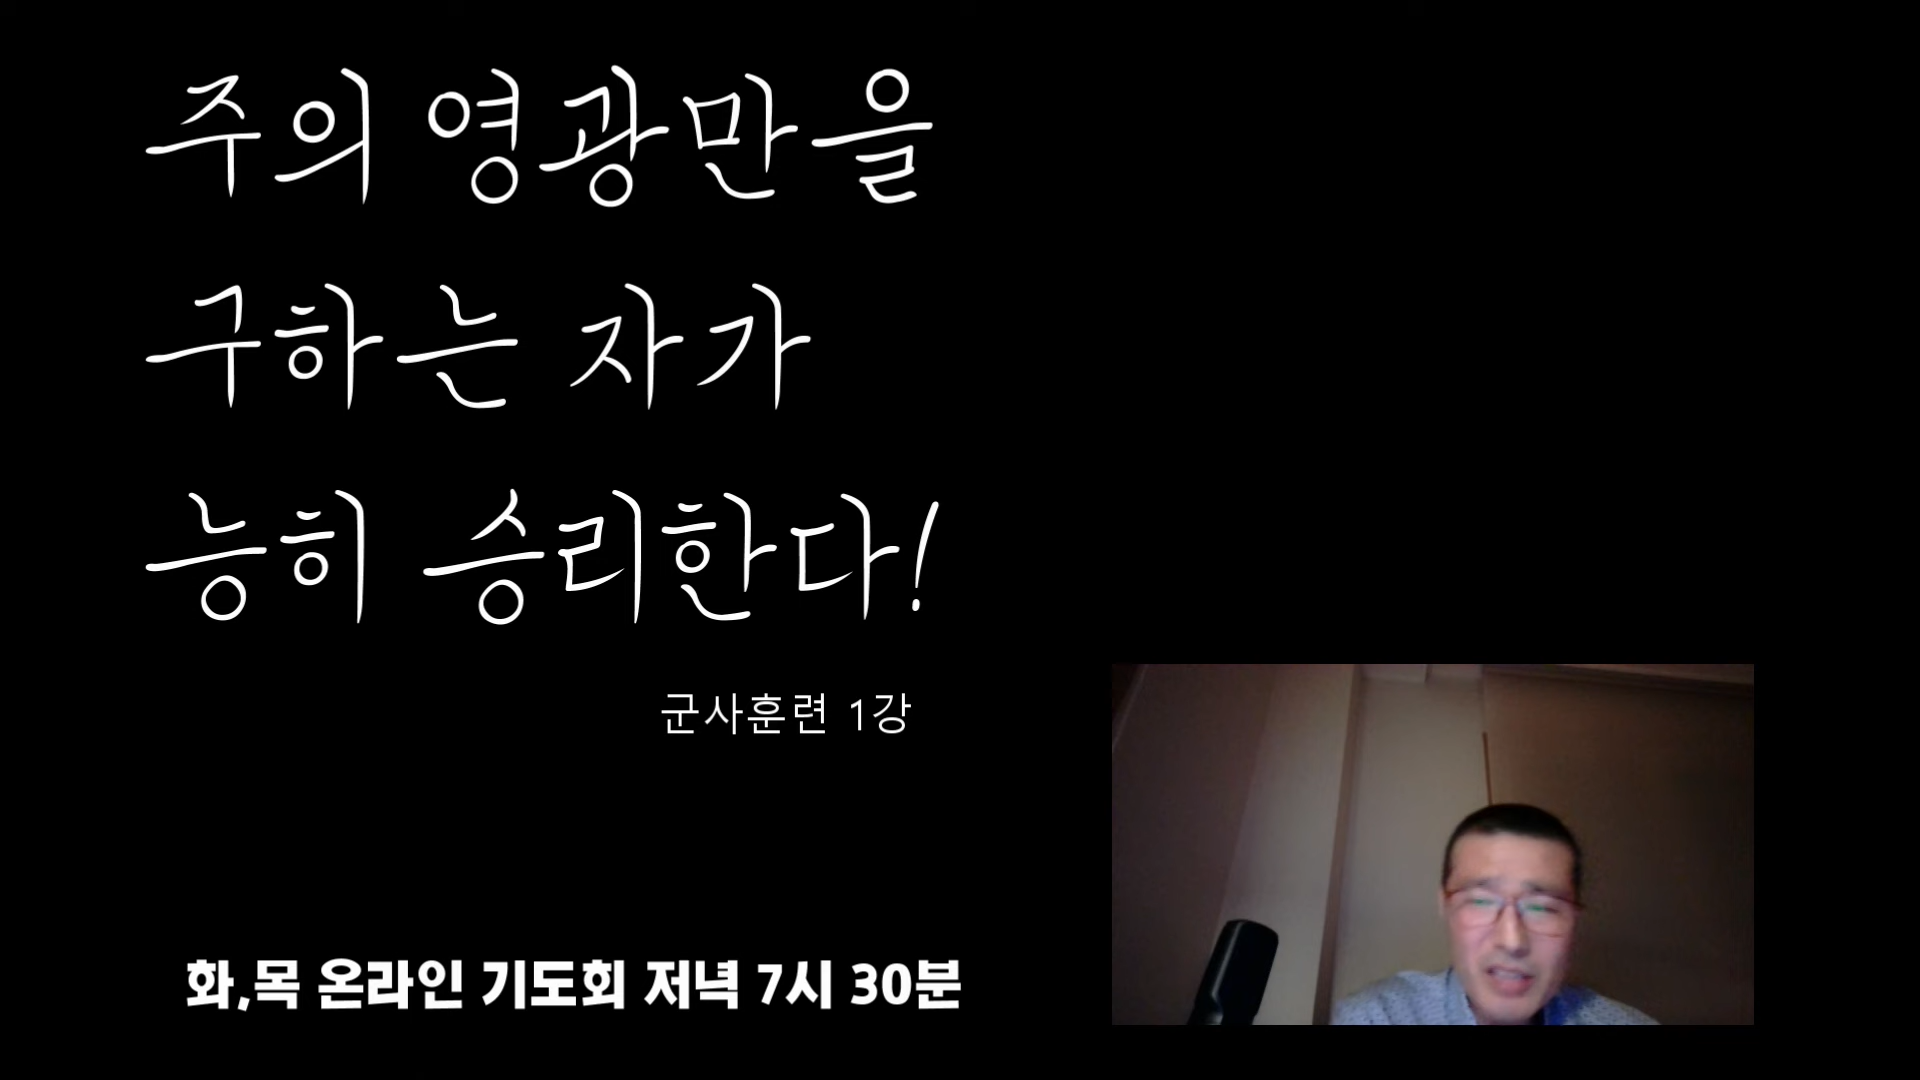 주의 영광만을
구하는 자가
능히 승리한다!
군사훈련 1강
화,목 온라인 기도회 저녁 7시 30분